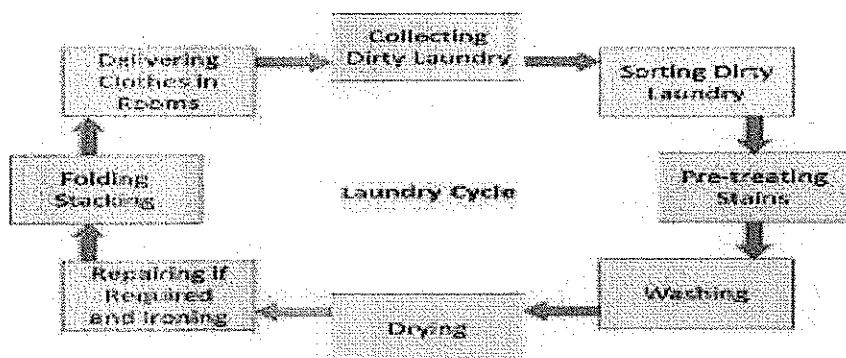 Collecting
Dirty Laundry
Sorting Dirty
Laundry
Pre-treating
Stains
Washing
Drying
Repairing if
Required
and Ironing
Folding
Stacking
Delivering
Clothes in
Rooms
Laundry Cycle